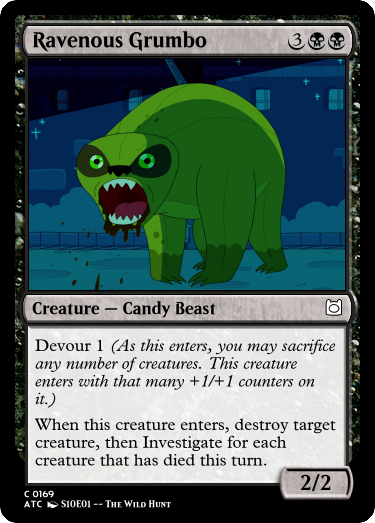 Ravenous Grumbo 3
Creature — Candy Beast
Devour 1 (As this enters, you may sacrifice
any number of creatures. This creature
enters with that many +1/+1 counters on
it.)
When this creature enters, destroy target
creature, then Investigate for each
creature that has died this turn.
2/2
C 0169
ATC S10E01 -- The Wild Hunt